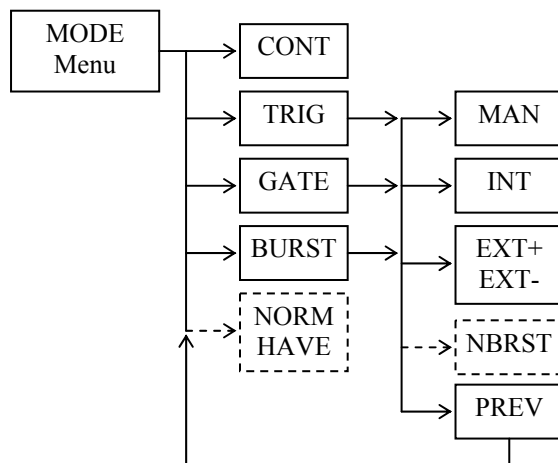 MODE
Menu
CONT
TRIG
MAN
GATE
INT
BURST
EXT+
EXT-
NORM
HAVE
NBRST
PREV